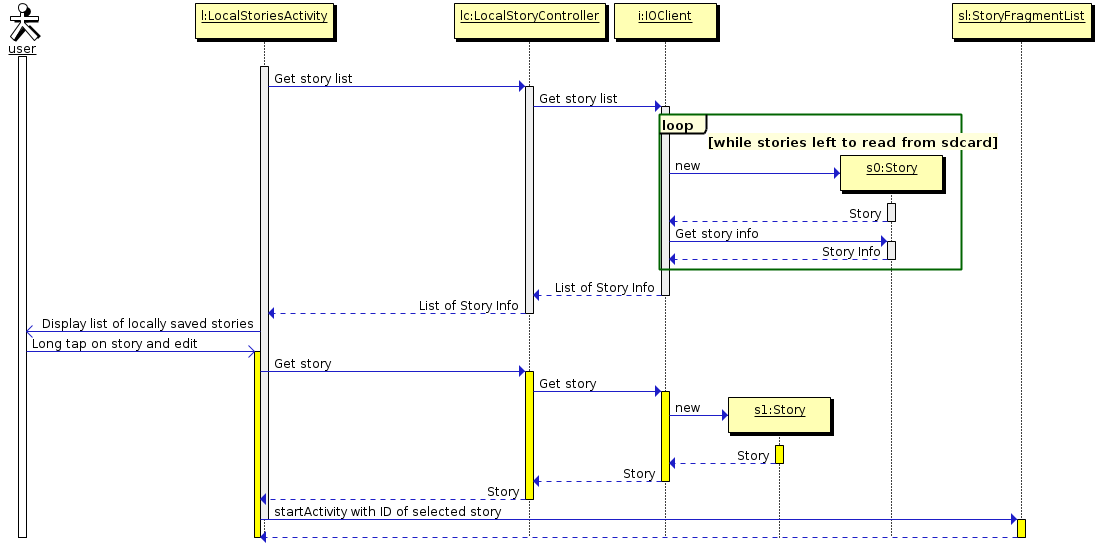 user
l:LocalStoriesActivity
lc:LocalStoryController
i:IOClient
sl:StoryFragmentList
Get story list
Get story list
loop
[while stories left to read from sdcard]
new
s0:Story
Story
Get story info
Story Info
List of Story Info
List of Story Info
Display list of locally saved stories
Long tap on story and edit
Get story
Get story
new
s1:Story
Story
Story
Story
startActivity with ID of selected story